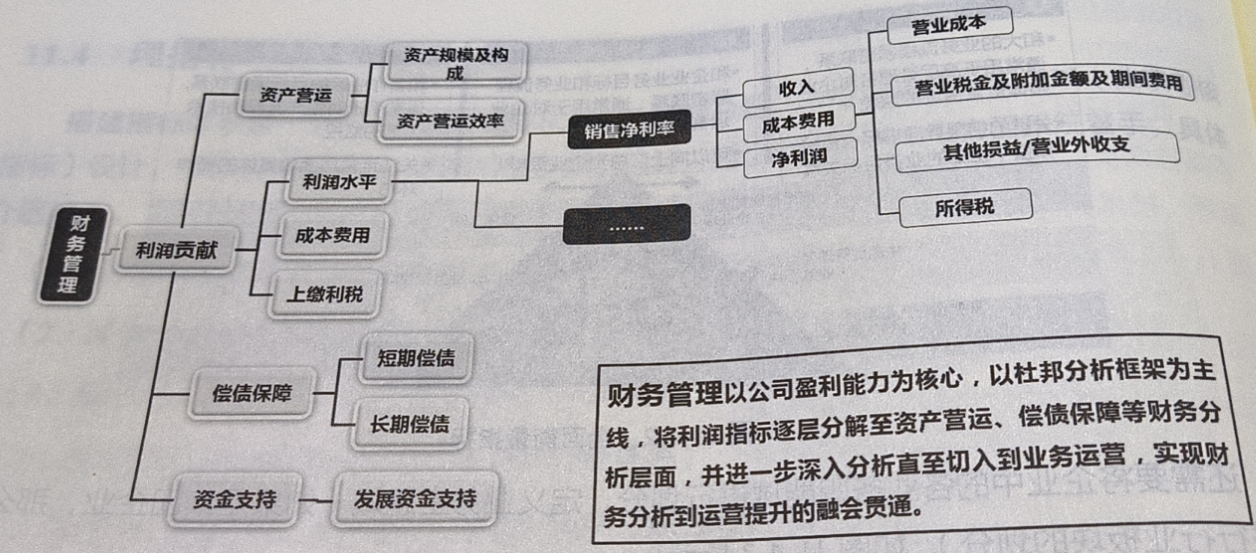 营业成本
资产规模及构
成
收入
营业税金及附加金额及期间费用
资产营运
资产营运效率
销售净利率
成本费用
净利润
其他损益/营业外收支
利润水平
所得税
财
务
管
理
利润贡献
成本费用
......
上缴利税
短期偿债
偿债保障
长期偿债
资金支持
发展资金支持
财务管理以公司盈利能力为核心，以杜邦分析框架为主
线，将利润指标逐层分解至资产营运、偿债保障等财务分
析层面，并进一步深入分析直至切入到业务运营，实现财
务分析到运营提升的融会贯通。